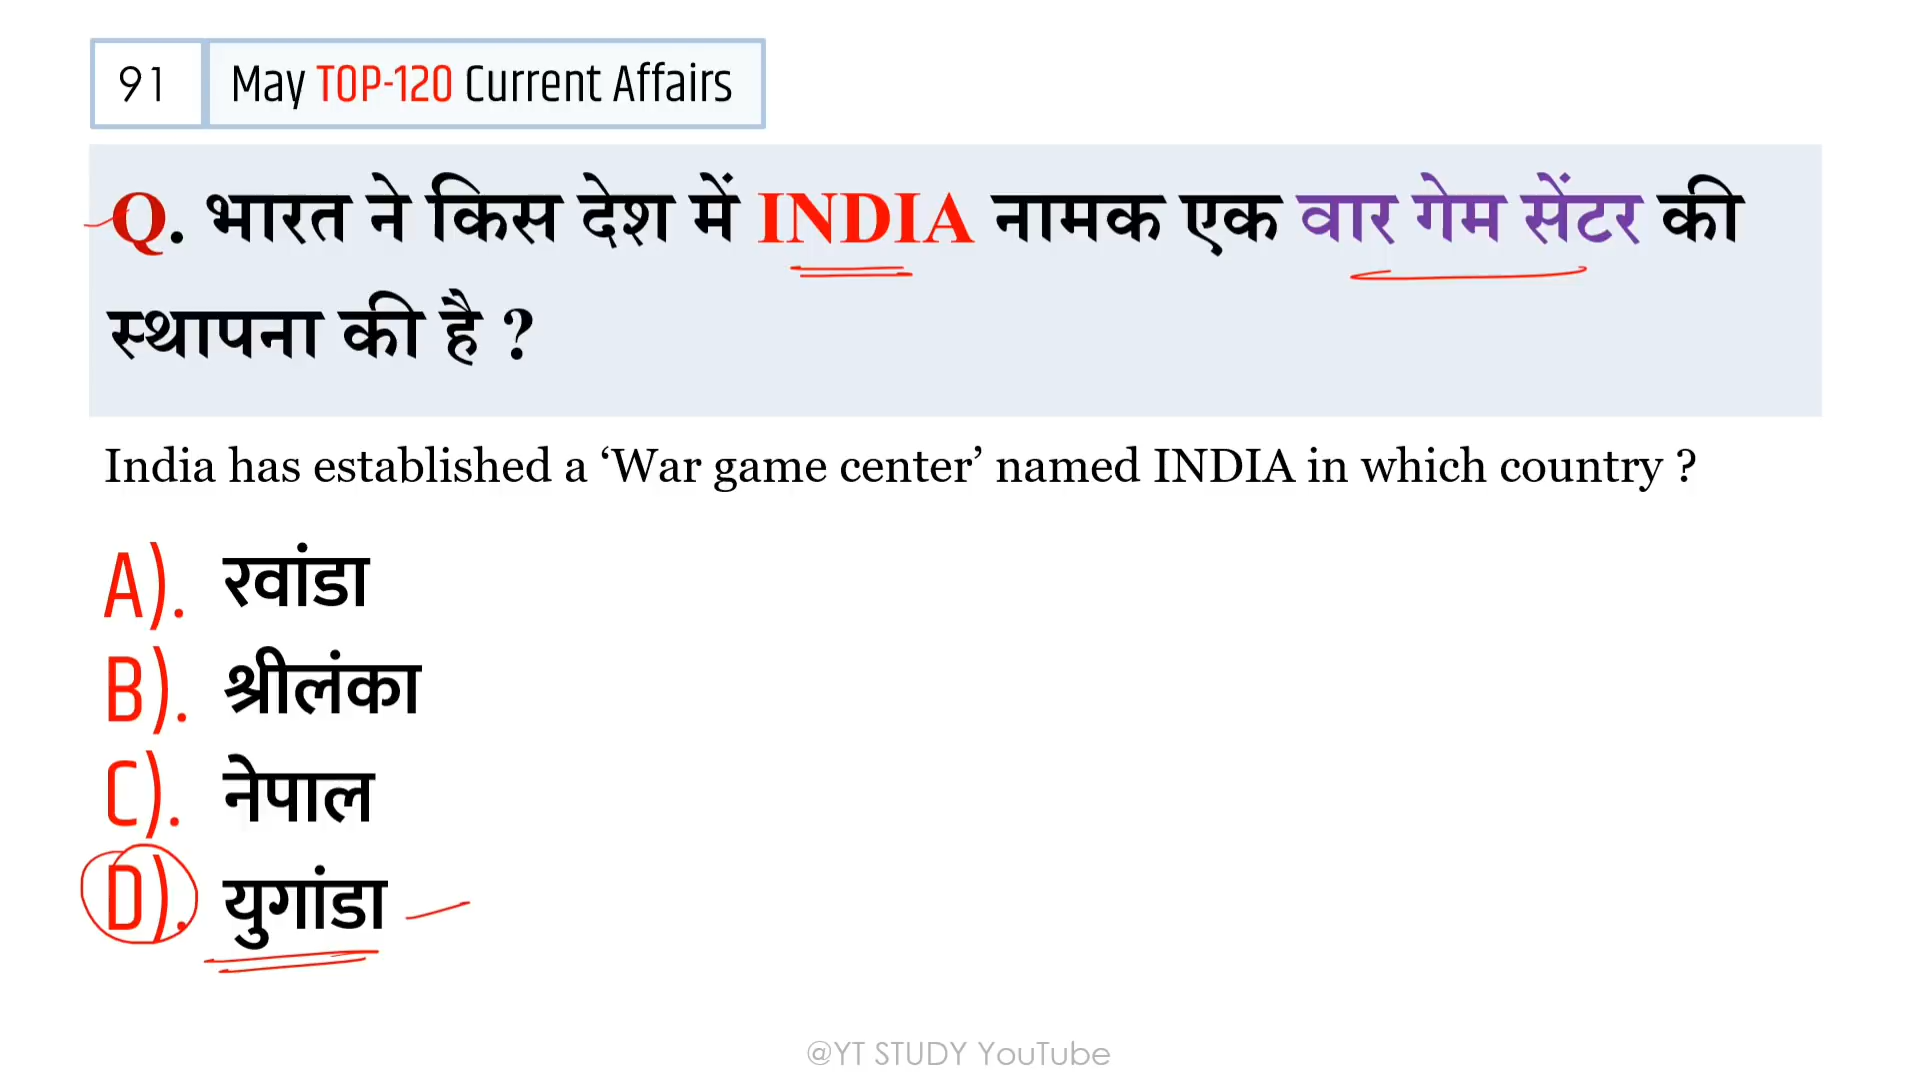 91 May TOP-120 Current Affairs
Q. भारत ने किस देश में INDIA नामक एक वार गेम सेंटर की
स्थापना की है ?
India has established a ‘War game center’ named INDIA in which country ?
A). रवांडा
B). श्रीलंका
C). नेपाल
D). युगांडा
@YT STUDY YouTube